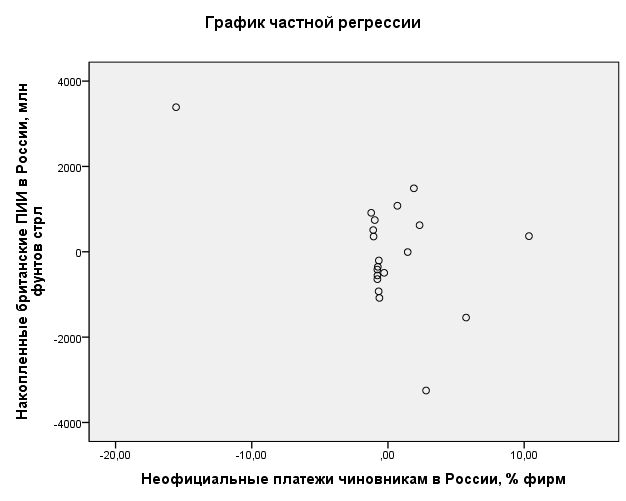 График частной регрессии
Накопленные британские ПИИ в России, млн
фунтов стрл
4000
2000
0
-2000
-4000
-20,00
-10,00
,00
10,00
Неофициальные платежи чиновникам в России, % фирм